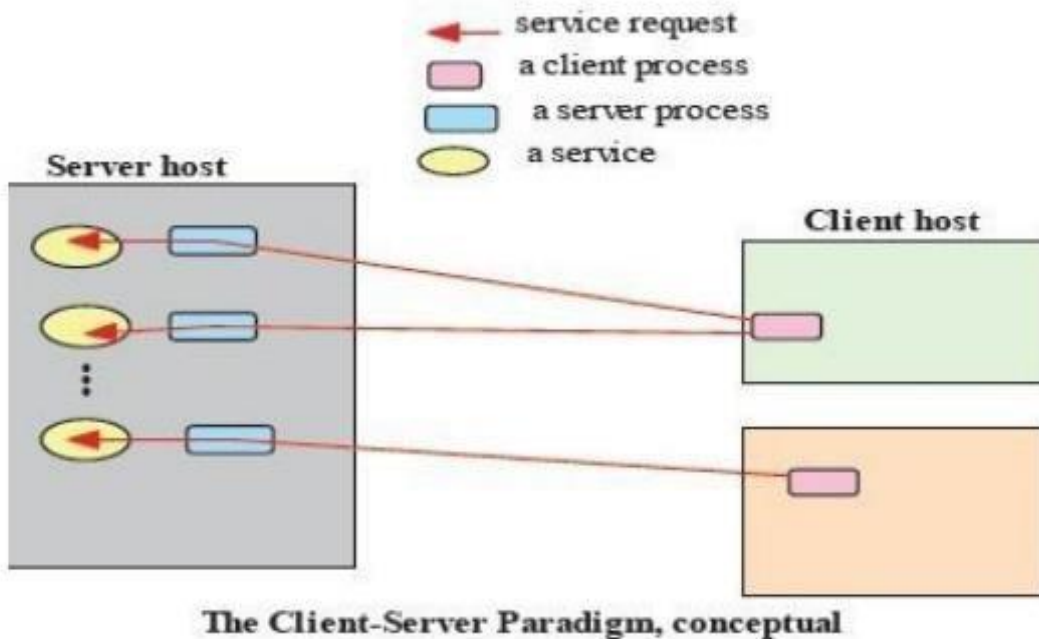 service request
a client process
a server process
a service
Server host
Client host
The Client-Server Paradigm, conceptual